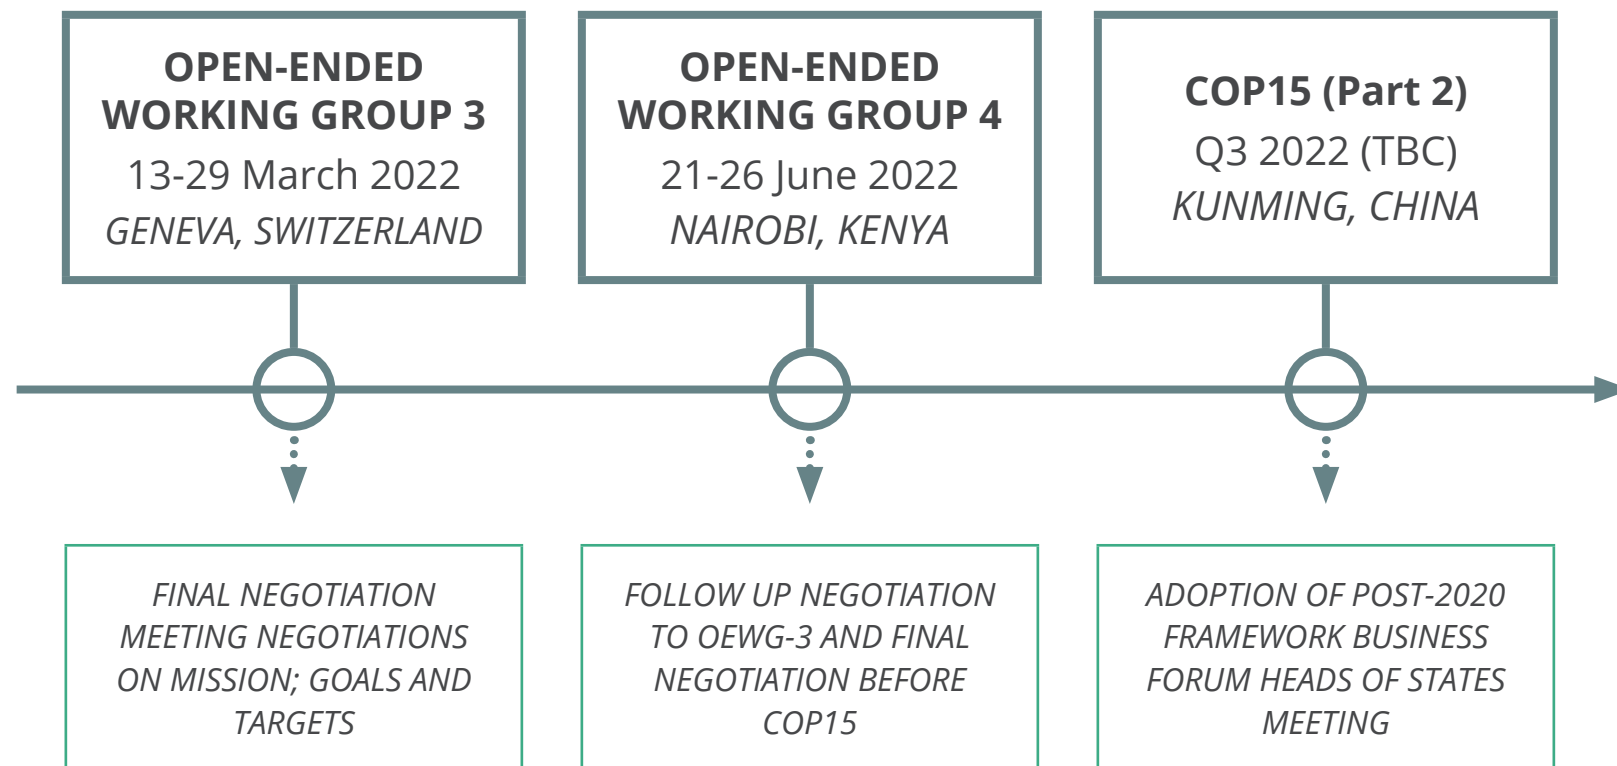 OPEN-ENDED
WORKING GROUP 3
13-29 March 2022
GENEVA, SWITZERLAND
OPEN-ENDED
WORKING GROUP 4
21-26 June 2022
NAIROBI, KENYA
COP15 (Part 2)
Q3 2022 (TBC)
KUNMING, CHINA
FINAL NEGOTIATION
MEETING NEGOTIATIONS
ON MISSION; GOALS AND
TARGETS
FOLLOW UP NEGOTIATION
TO OEWG-3 AND FINAL
NEGOTIATION BEFORE
COP15
ADOPTION OF POST-2020
FRAMEWORK BUSINESS
FORUM HEADS OF STATES
MEETING